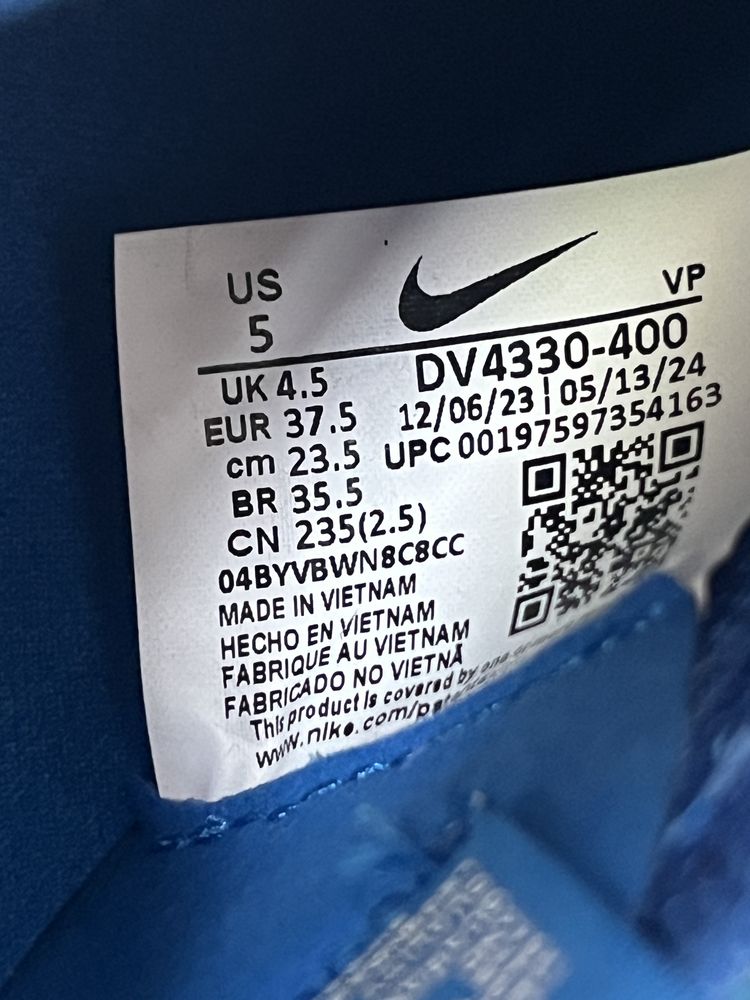 US
5
VP
UK 4.5
DV4330-400
EUR 37.5
12/06/23 | 05/13/24
cm 23.5
UPC 00197597354163
BR 35.5
CN 235(2.5)
04BYVBWN8C8CC
MADE IN VIETNAM
HECHO EN VIETNAM
FABRIQUE AU VIETNAM
FABRICADO NO VIETNÃ
This product is covered by one
www.nike.com/pa